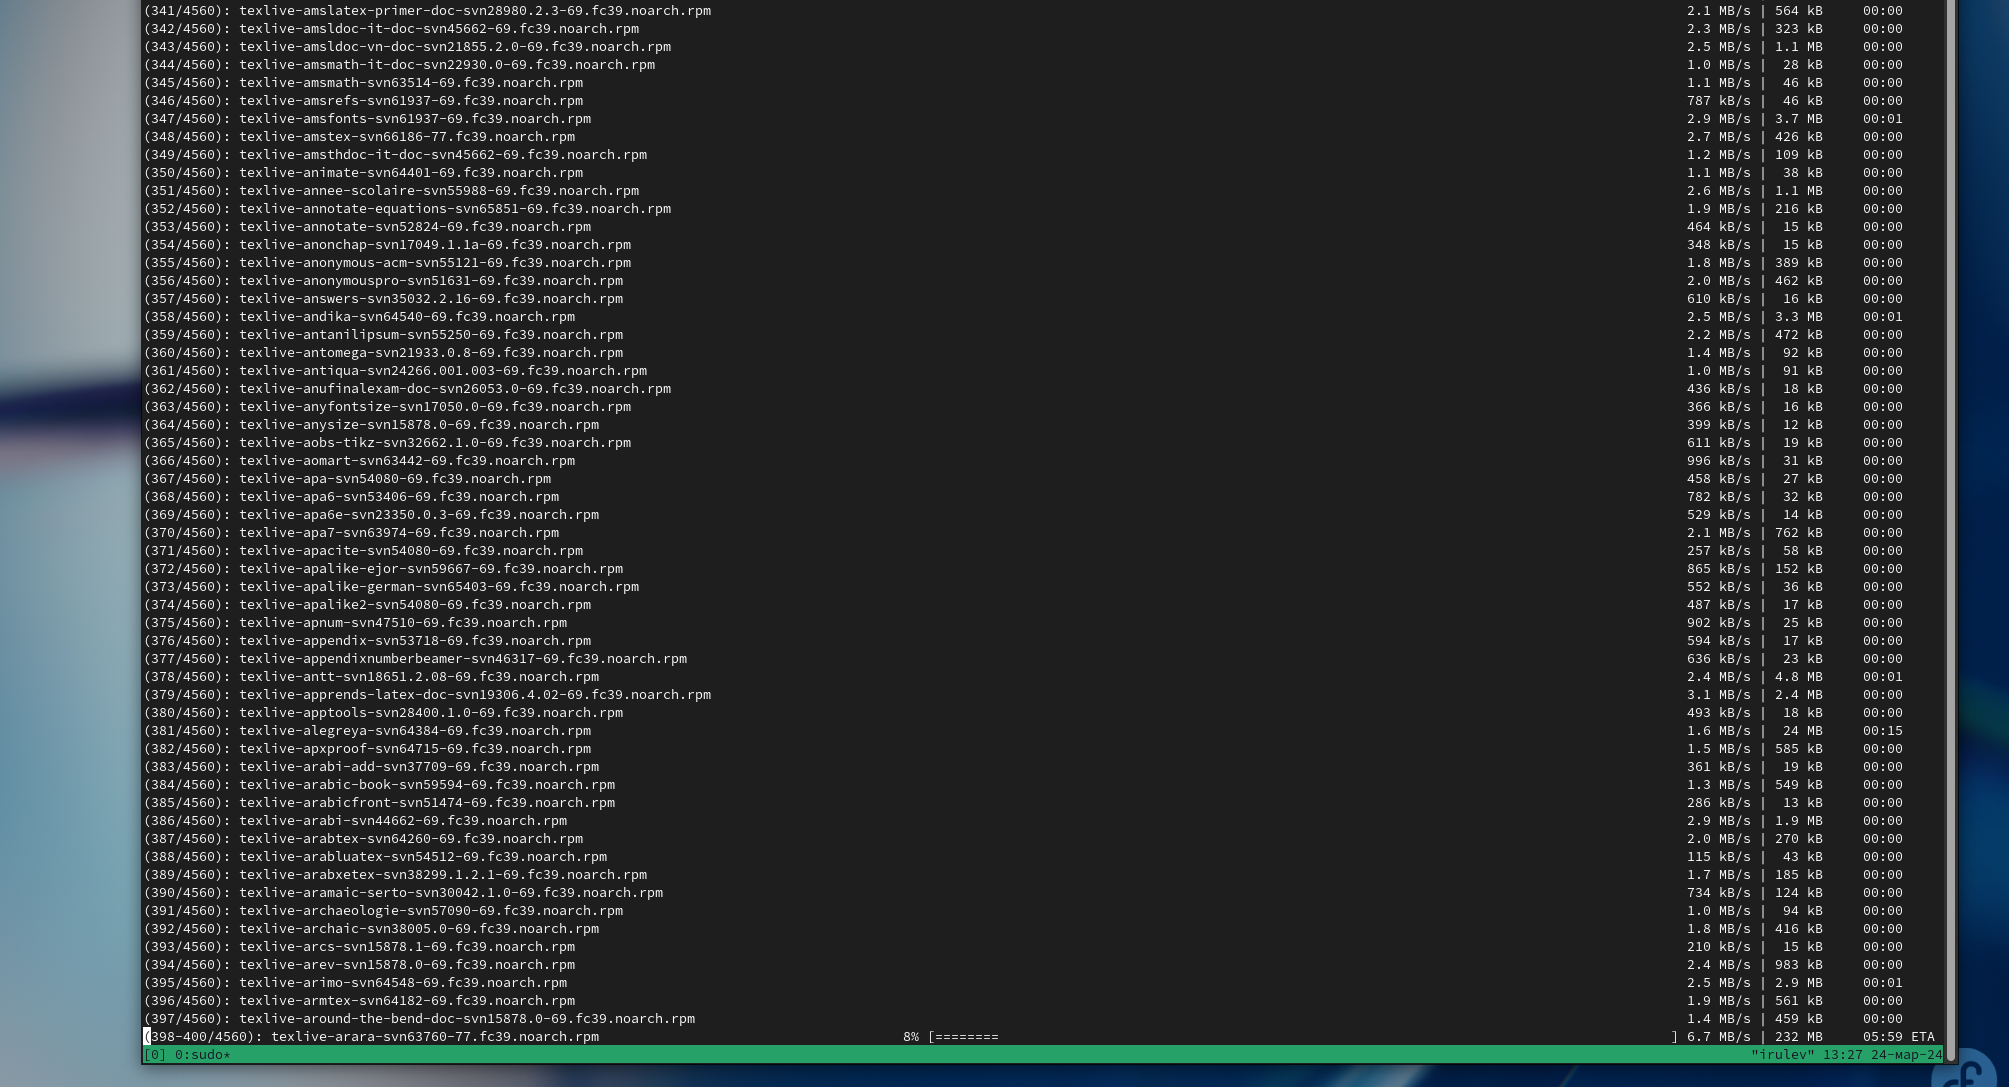 (341/4560): texlive-amslatex-primer-doc-svn28980.2.3-69.fc39.noarch.rpm 2.1 MB/s | 564 kB 00:00
(342/4560): texlive-amsldoc-it-doc-svn45662-69.fc39.noarch.rpm 2.3 MB/s | 323 kB 00:00
(343/4560): texlive-amsldoc-vn-doc-svn21855.2.0-69.fc39.noarch.rpm 2.5 MB/s | 1.1 MB 00:00
(344/4560): texlive-amsmath-it-doc-svn22930.0-69.fc39.noarch.rpm 1.0 MB/s | 28 kB 00:00
(345/4560): texlive-amsmath-svn63514-69.fc39.noarch.rpm 1.1 MB/s | 46 kB 00:00
(346/4560): texlive-amsrefs-svn61937-69.fc39.noarch.rpm 787 kB/s | 46 kB 00:00
(347/4560): texlive-amsfonts-svn61937-69.fc39.noarch.rpm 2.9 MB/s | 3.7 MB 00:01
(348/4560): texlive-amstex-svn66186-77.fc39.noarch.rpm 2.7 MB/s | 426 kB 00:00
(349/4560): texlive-amsthdoc-it-doc-svn45662-69.fc39.noarch.rpm 1.2 MB/s | 109 kB 00:00
(350/4560): texlive-animate-svn64401-69.fc39.noarch.rpm 1.1 MB/s | 38 kB 00:00
(351/4560): texlive-annee-scolaire-svn55988-69.fc39.noarch.rpm 2.6 MB/s | 1.1 MB 00:00
(352/4560): texlive-annotate-equations-svn65851-69.fc39.noarch.rpm 1.9 MB/s | 216 kB 00:00
(353/4560): texlive-annotate-svn52824-69.fc39.noarch.rpm 464 kB/s | 15 kB 00:00
(354/4560): texlive-anonchap-svn17049.1.1a-69.fc39.noarch.rpm 348 kB/s | 15 kB 00:00
(355/4560): texlive-anonymous-acm-svn55121-69.fc39.noarch.rpm 1.8 MB/s | 389 kB 00:00
(356/4560): texlive-anonymouspro-svn51631-69.fc39.noarch.rpm 2.0 MB/s | 462 kB 00:00
(357/4560): texlive-answers-svn35032.2.16-69.fc39.noarch.rpm 610 kB/s | 16 kB 00:00
(358/4560): texlive-andika-svn64540-69.fc39.noarch.rpm 2.5 MB/s | 3.3 MB 00:01
(359/4560): texlive-antanilipsum-svn55250-69.fc39.noarch.rpm 2.2 MB/s | 472 kB 00:00
(360/4560): texlive-antomega-svn21933.0.8-69.fc39.noarch.rpm 1.4 MB/s | 92 kB 00:00
(361/4560): texlive-antiqua-svn24266.001.003-69.fc39.noarch.rpm 1.0 MB/s | 91 kB 00:00
(362/4560): texlive-anufinalexam-doc-svn26053.0-69.fc39.noarch.rpm 436 kB/s | 18 kB 00:00
(363/4560): texlive-anyfontsize-svn17050.0-69.fc39.noarch.rpm 366 kB/s | 16 kB 00:00
(364/4560): texlive-anysize-svn15878.0-69.fc39.noarch.rpm 399 kB/s | 12 kB 00:00
(365/4560): texlive-aobs-tikz-svn32662.1.0-69.fc39.noarch.rpm 611 kB/s | 19 kB 00:00
(366/4560): texlive-aomart-svn63442-69.fc39.noarch.rpm 996 kB/s | 31 kB 00:00
(367/4560): texlive-apa-svn54080-69.fc39.noarch.rpm 458 kB/s | 27 kB 00:00
(368/4560): texlive-apa6-svn53406-69.fc39.noarch.rpm 782 kB/s | 32 kB 00:00
(369/4560): texlive-apa6e-svn23350.0.3-69.fc39.noarch.rpm 529 kB/s | 14 kB 00:00
(370/4560): texlive-apa7-svn63974-69.fc39.noarch.rpm 2.1 MB/s | 762 kB 00:00
(371/4560): texlive-apacite-svn54080-69.fc39.noarch.rpm 257 kB/s | 58 kB 00:00
(372/4560): texlive-apalike-ejor-svn59667-69.fc39.noarch.rpm 865 kB/s | 152 kB 00:00
(373/4560): texlive-apalike-german-svn65403-69.fc39.noarch.rpm 552 kB/s | 36 kB 00:00
(374/4560): texlive-apalike2-svn54080-69.fc39.noarch.rpm 487 kB/s | 17 kB 00:00
(375/4560): texlive-apnum-svn47510-69.fc39.noarch.rpm 902 kB/s | 25 kB 00:00
(376/4560): texlive-appendix-svn53718-69.fc39.noarch.rpm 594 kB/s | 17 kB 00:00
(377/4560): texlive-appendixnumberbeamer-svn46317-69.fc39.noarch.rpm 636 kB/s | 23 kB 00:00
(378/4560): texlive-antt-svn18651.2.08-69.fc39.noarch.rpm 2.4 MB/s | 4.8 MB 00:01
(379/4560): texlive-apprends-latex-doc-svn19306.4.02-69.fc39.noarch.rpm 3.1 MB/s | 2.4 MB 00:00
(380/4560): texlive-apptools-svn28400.1.0-69.fc39.noarch.rpm 493 kB/s | 18 kB 00:00
(381/4560): texlive-alegreya-svn64384-69.fc39.noarch.rpm 1.6 MB/s | 24 MB 00:15
(382/4560): texlive-apxproof-svn64715-69.fc39.noarch.rpm 1.5 MB/s | 585 kB 00:00
(383/4560): texlive-arabi-add-svn37709-69.fc39.noarch.rpm 361 kB/s | 19 kB 00:00
(384/4560): texlive-arabic-book-svn59594-69.fc39.noarch.rpm 1.3 MB/s | 549 kB 00:00
(385/4560): texlive-arabicfront-svn51474-69.fc39.noarch.rpm 286 kB/s | 13 kB 00:00
(386/4560): texlive-arabi-svn44662-69.fc39.noarch.rpm 2.9 MB/s | 1.9 MB 00:00
(387/4560): texlive-arabtex-svn64260-69.fc39.noarch.rpm 2.0 MB/s | 270 kB 00:00
(388/4560): texlive-arabluatex-svn54512-69.fc39.noarch.rpm 115 kB/s | 43 kB 00:00
(389/4560): texlive-arabxetex-svn38299.1.2.1-69.fc39.noarch.rpm 1.7 MB/s | 185 kB 00:00
(390/4560): texlive-aramaic-serto-svn30042.1.0-69.fc39.noarch.rpm 734 kB/s | 124 kB 00:00
(391/4560): texlive-archaeologie-svn57090-69.fc39.noarch.rpm 1.0 MB/s | 94 kB 00:00
(392/4560): texlive-archaic-svn38005.0-69.fc39.noarch.rpm 1.8 MB/s | 416 kB 00:00
(393/4560): texlive-arcs-svn15878.1-69.fc39.noarch.rpm 210 kB/s | 15 kB 00:00
(394/4560): texlive-arev-svn15878.0-69.fc39.noarch.rpm 2.4 MB/s | 983 kB 00:00
(395/4560): texlive-arimo-svn64548-69.fc39.noarch.rpm 2.5 MB/s | 2.9 MB 00:01
(396/4560): texlive-armtex-svn64182-69.fc39.noarch.rpm 1.9 MB/s | 561 kB 00:00
(397/4560): texlive-around-the-bend-doc-svn15878.0-69.fc39.noarch.rpm 1.4 MB/s | 459 kB 00:00
(398-400/4560): texlive-arara-svn63760-77.fc39.noarch.rpm 8% [======== ] 6.7 MB/s | 232 MB 05:59 ETA
[0] 0:sudo* "irulev" 13:27 24-мар-24